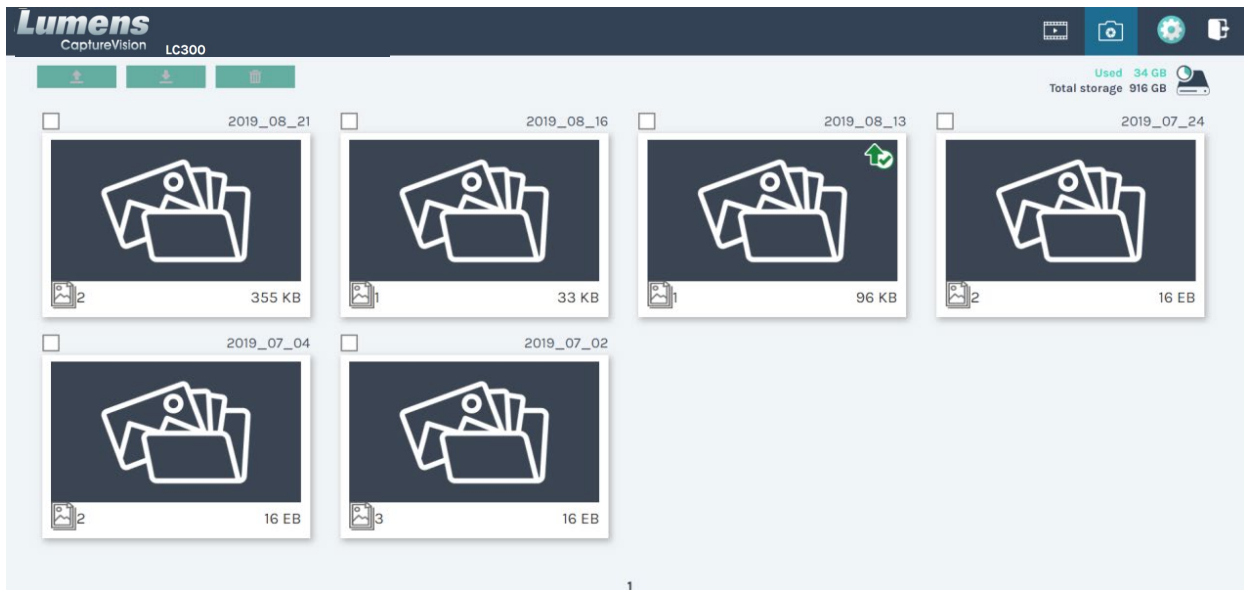 Lumens
CaptureVision LC300
Used 34 GB
Total storage 916 GB
2019_08_21
2019_08_16
2019_08_13
2019_07_24
2 355 KB
1 33 KB
1 96 KB
2 16 EB
2019_07_04
2019_07_02
2 16 EB
3 16 EB
1